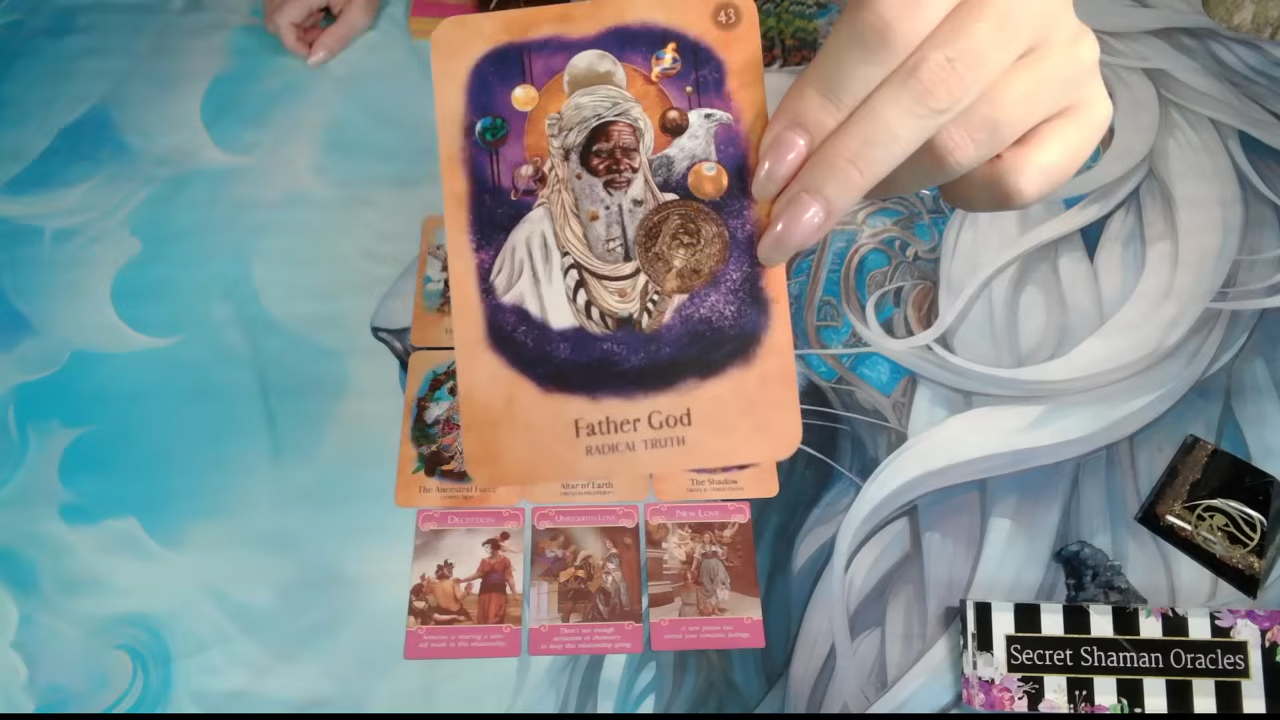 43
Father God
RADICAL TRUTH
The Ancestral Force
Altar of Earth
The Shadow
DECEPTION
UNREQUITED LOVE
NEW LOVE
Someone is wearing a
mask in this relationship.
There's not enough
attraction or chemistry
to keep this relationship going.
A new person has
stirred your romantic feelings.
Secret Shaman Oracles